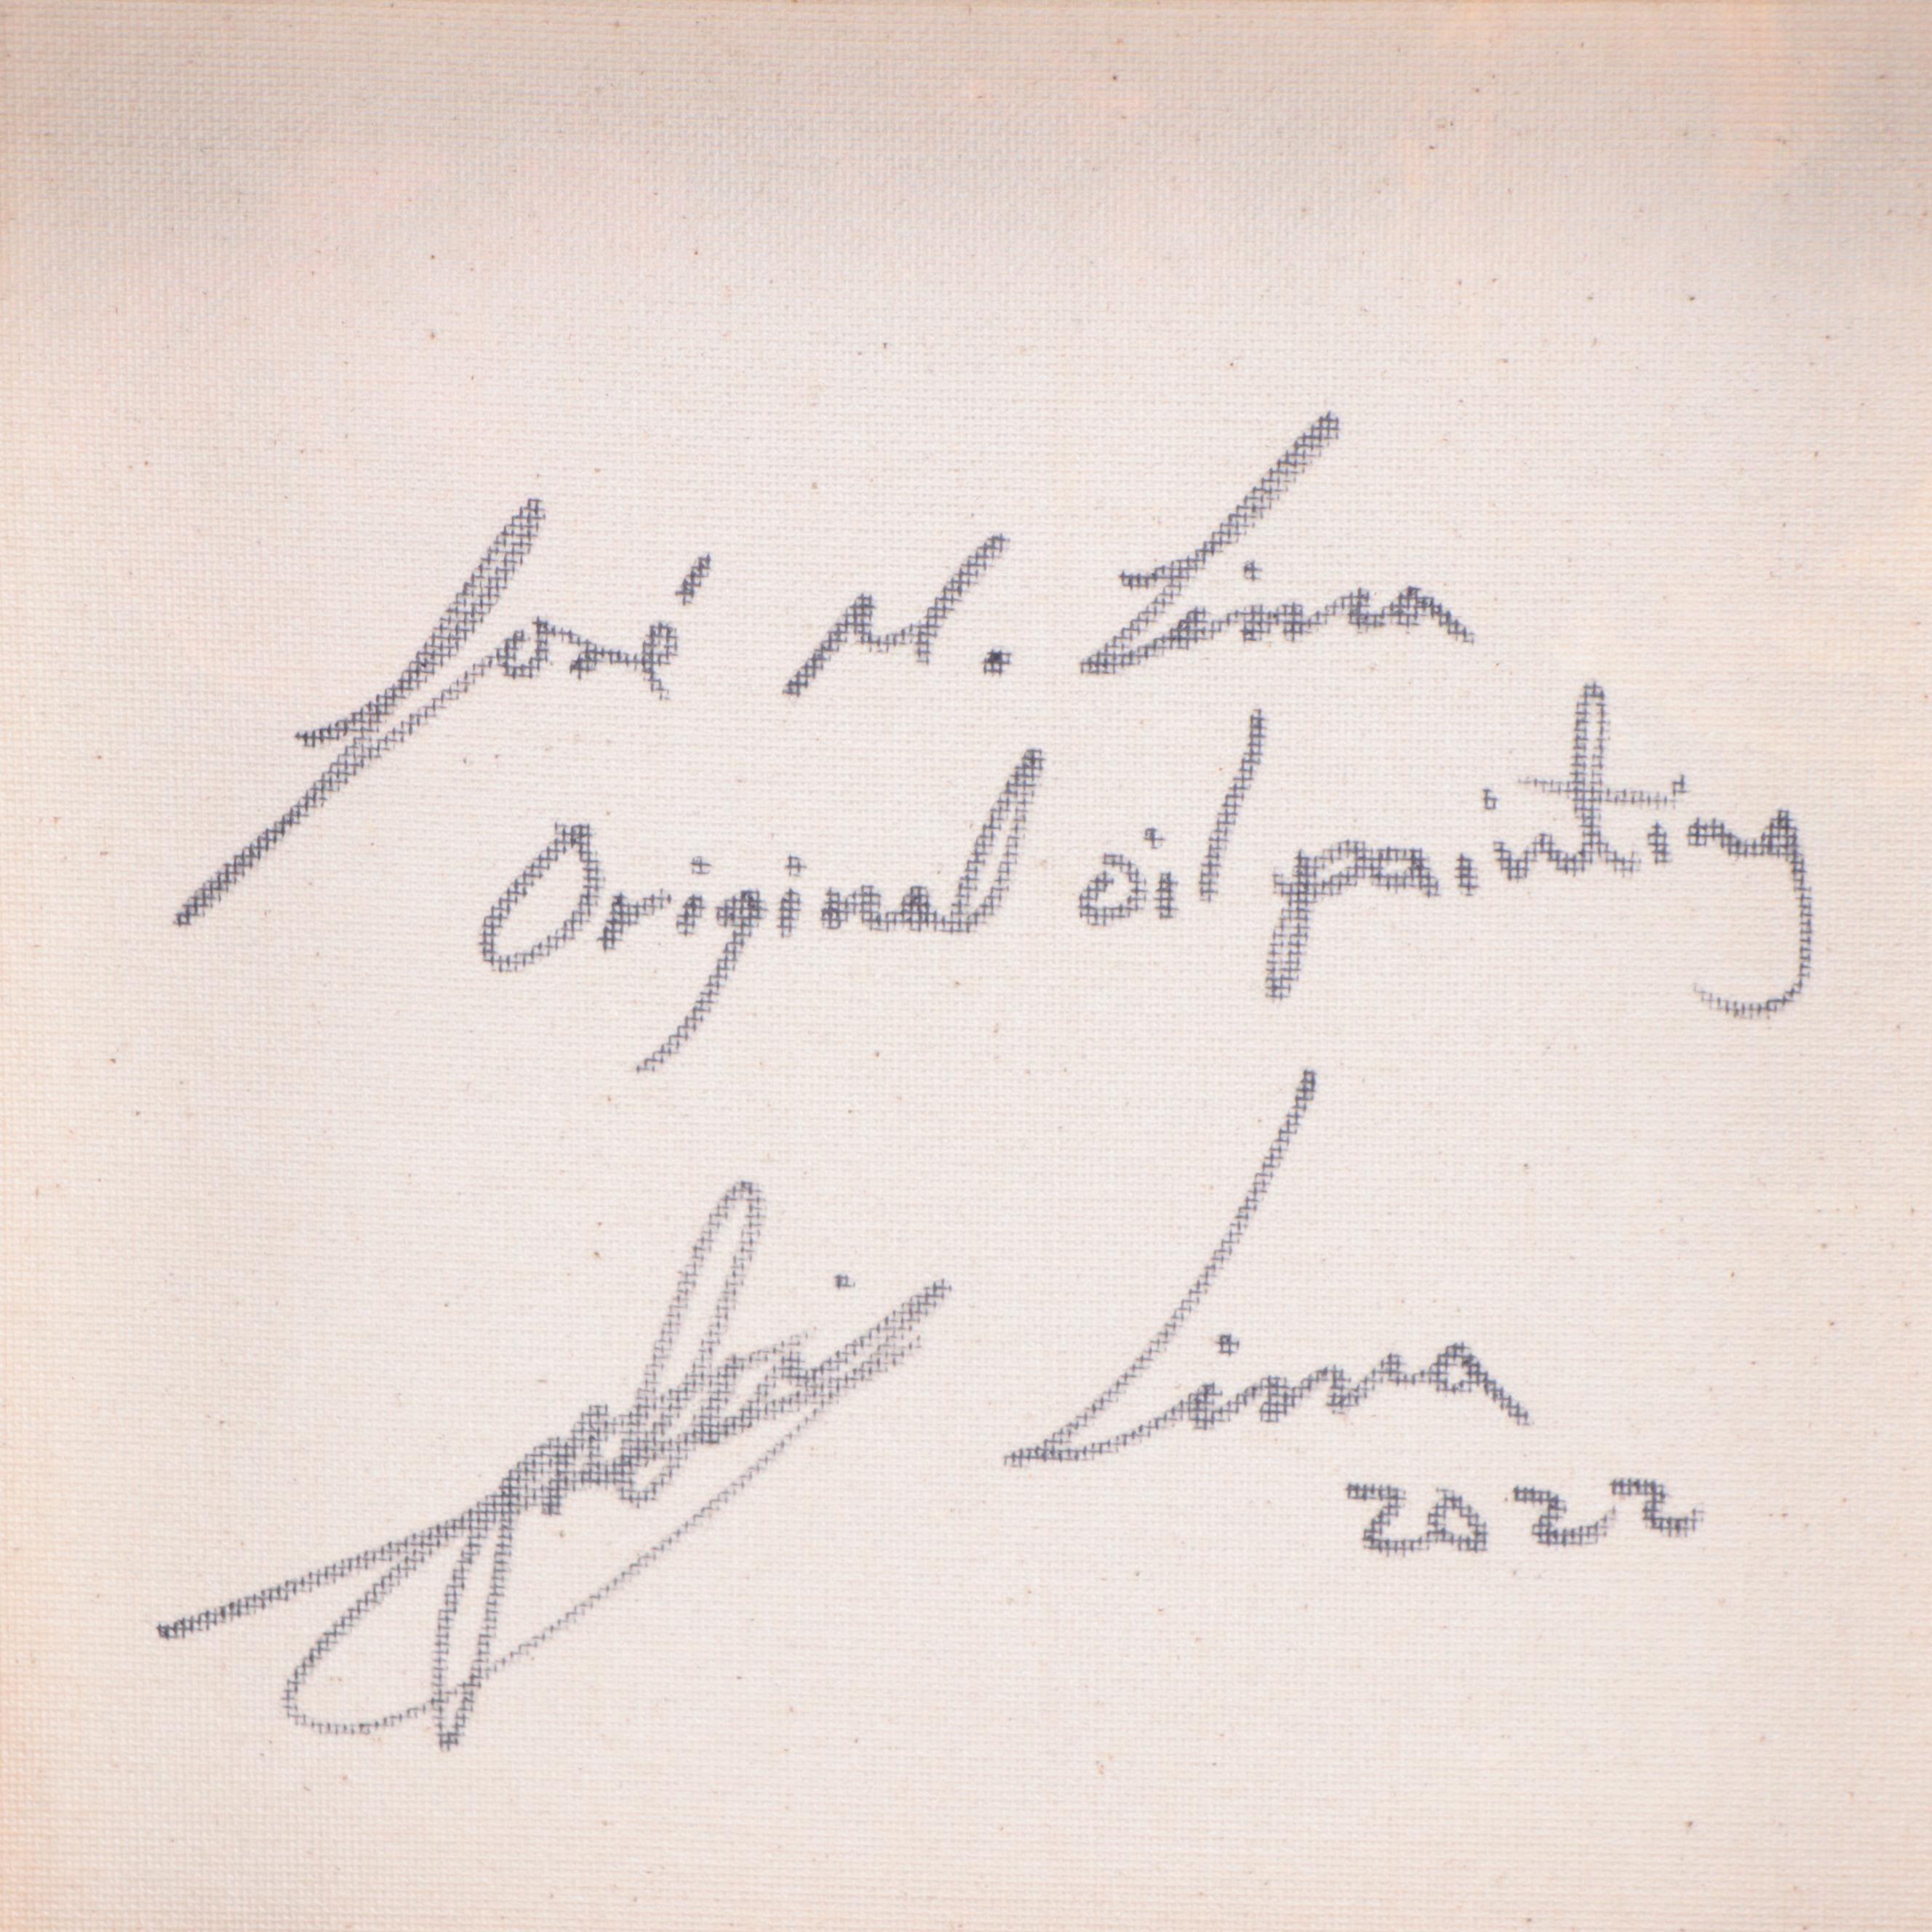 José M. Lima
Original oil painting
Lima
2022